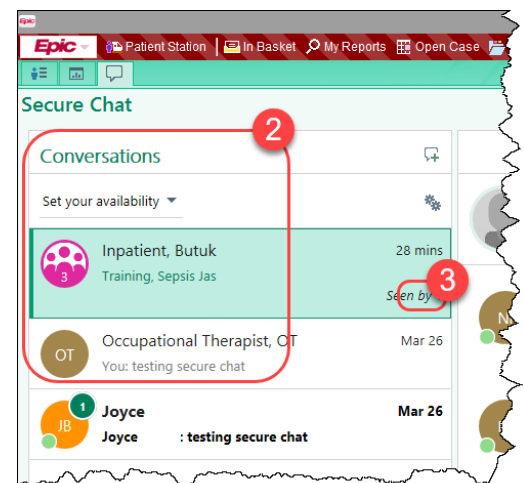 Epic
Epic Patient Station In Basket My Reports Open Case
Secure Chat
2
Conversations
Set your availability
Inpatient, Butuk 28 mins
3
Training, Sepsis Jas
Seen by
3
Occupational Therapist, OT Mar 26
OT
You: testing secure chat
N
1
Joyce Mar 26
JB
Joyce : testing secure chat